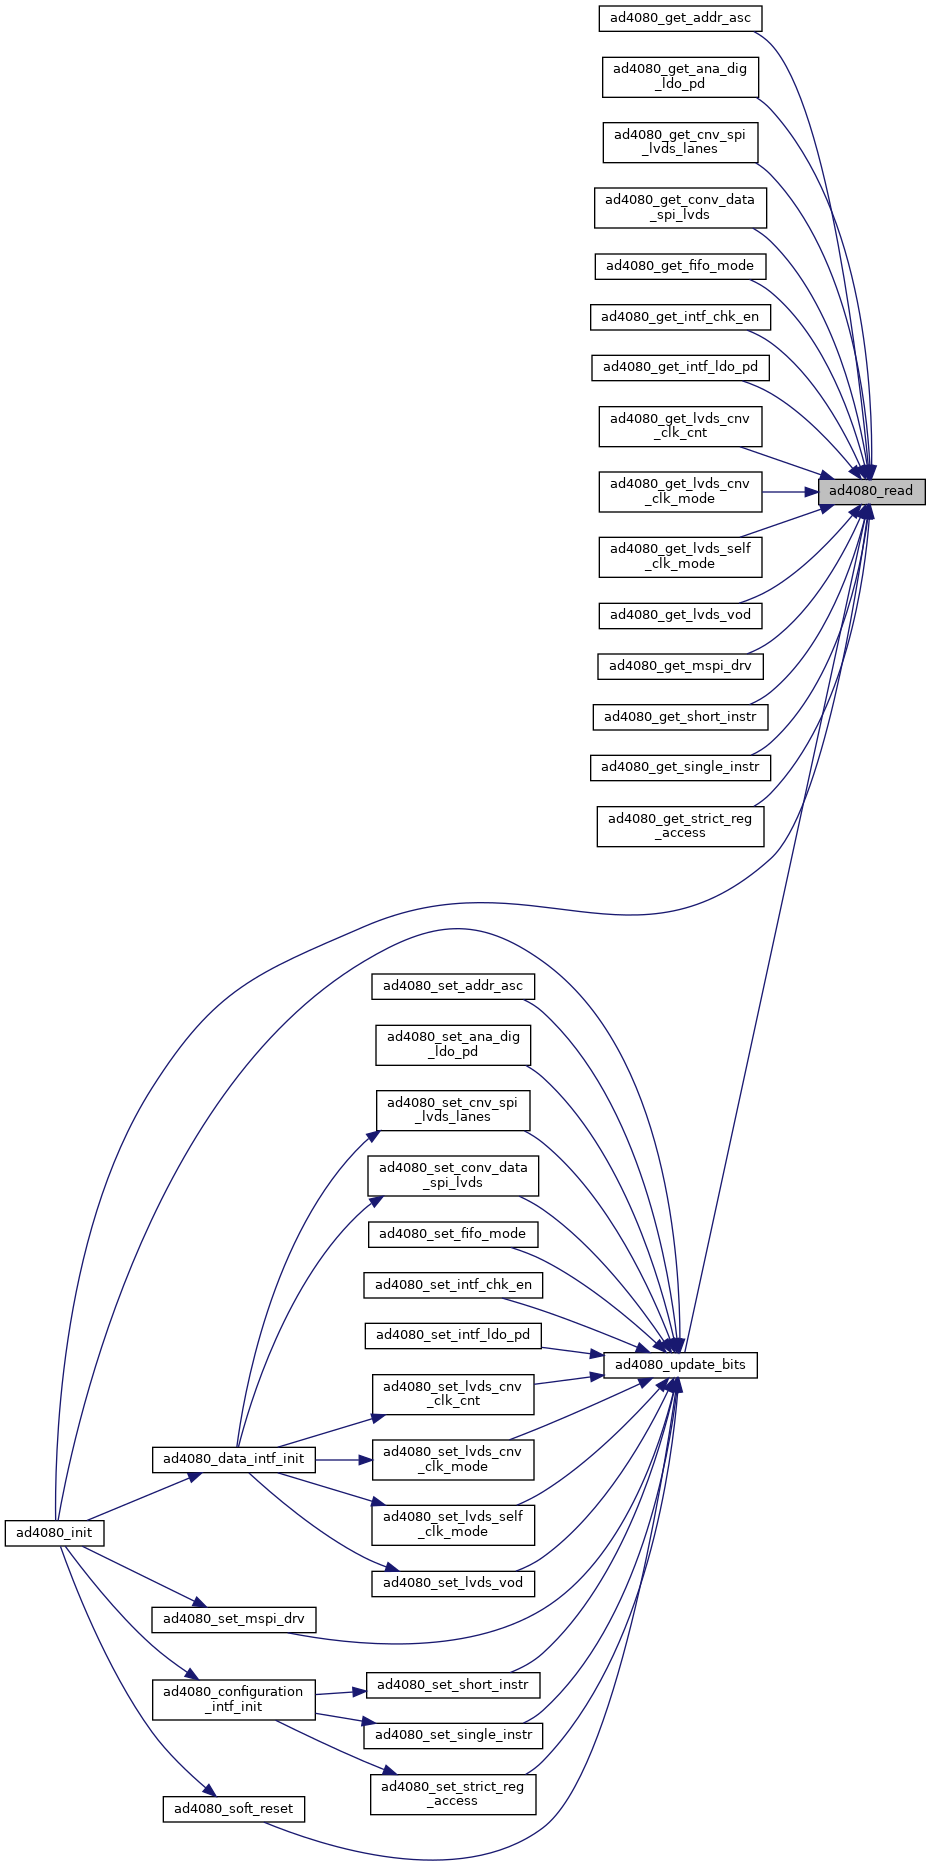 ad4080_get_addr_asc
ad4080_get_ana_dig
_ldo_pd
ad4080_get_cnv_spi
_lvds_lanes
ad4080_get_conv_data
_spi_lvds
ad4080_get_fifo_mode
ad4080_get_intf_chk_en
ad4080_get_intf_ldo_pd
ad4080_get_lvds_cnv
_clk_cnt
ad4080_get_lvds_cnv
_clk_mode
ad4080_read
ad4080_get_lvds_self
_clk_mode
ad4080_get_lvds_vod
ad4080_get_mspi_drv
ad4080_get_short_instr
ad4080_get_single_instr
ad4080_get_strict_reg
_access
ad4080_set_addr_asc
ad4080_set_ana_dig
_ldo_pd
ad4080_set_cnv_spi
_lvds_lanes
ad4080_set_conv_data
_spi_lvds
ad4080_set_fifo_mode
ad4080_set_intf_chk_en
ad4080_set_intf_ldo_pd
ad4080_update_bits
ad4080_set_lvds_cnv
_clk_cnt
ad4080_data_intf_init
ad4080_set_lvds_cnv
_clk_mode
ad4080_init
ad4080_set_lvds_self
_clk_mode
ad4080_set_lvds_vod
ad4080_set_mspi_drv
ad4080_configuration
_intf_init
ad4080_set_short_instr
ad4080_set_single_instr
ad4080_set_strict_reg
_access
ad4080_soft_reset